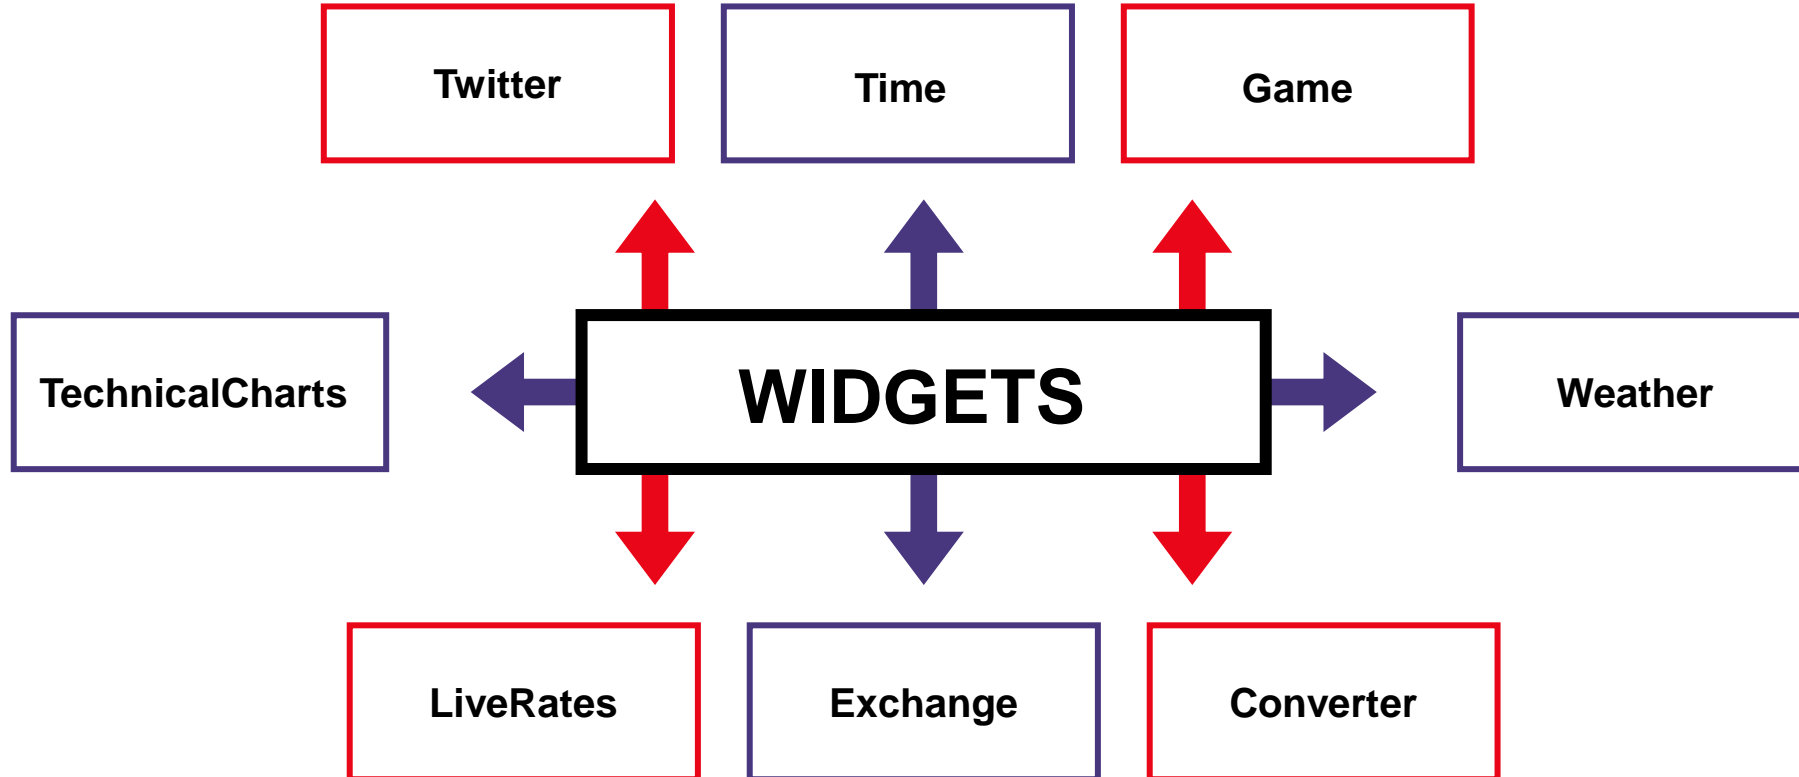 Twitter
Time
Game
TechnicalCharts
WIDGETS
Weather
LiveRates
Exchange
Converter